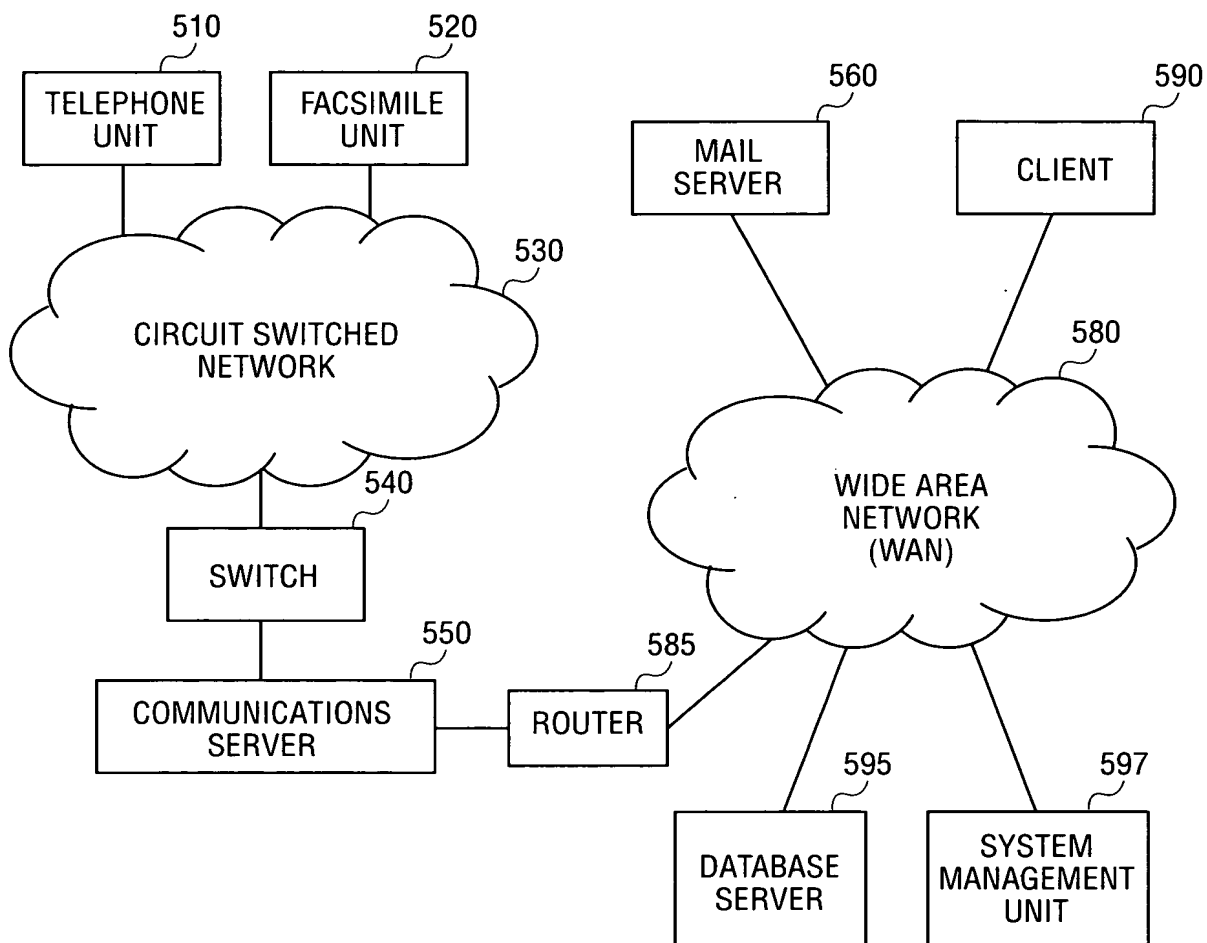 510
TELEPHONE
UNIT
520
FACSIMILE
UNIT
530
CIRCUIT SWITCHED
NETWORK
540
SWITCH
550
COMMUNICATIONS
SERVER
585
ROUTER
560
MAIL
SERVER
590
CLIENT
580
WIDE AREA
NETWORK
(WAN)
595
DATABASE
SERVER
597
SYSTEM
MANAGEMENT
UNIT